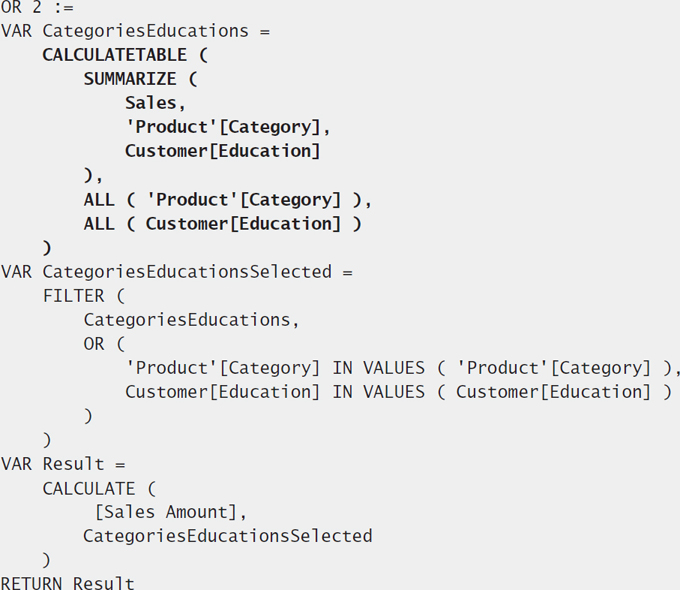 OR 2 :=
VAR CategoriesEducations =
    CALCULATETABLE (
        SUMMARIZE (
            Sales,
            'Product'[Category],
            Customer[Education]
        ),
        ALL ( 'Product'[Category] ),
        ALL ( Customer[Education] )
    )
VAR CategoriesEducationsSelected =
    FILTER (
        CategoriesEducations,
        OR (
            'Product'[Category] IN VALUES ( 'Product'[Category] ),
            Customer[Education] IN VALUES ( Customer[Education] )
        )
    )
VAR Result =
    CALCULATE (
         [Sales Amount],
        CategoriesEducationsSelected
    )
RETURN Result